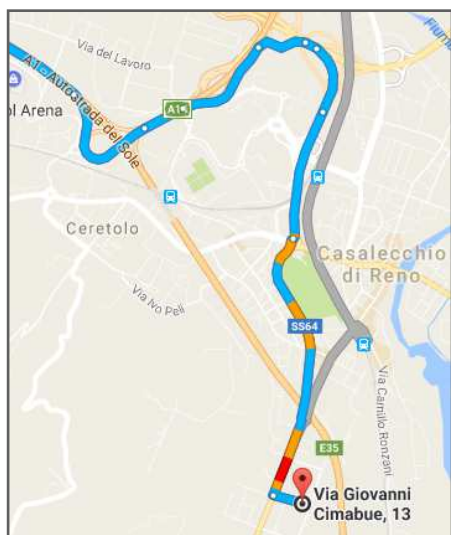 Via del Lavoro
Fiume
A1 - Autostrada del Sole
ol Arena
A1
Ceretolo
Casalecchio
di Reno
Via Ivo Peli
SS64
Via Camillo Ronzani
E35
Via Giovanni
Cimabue, 13